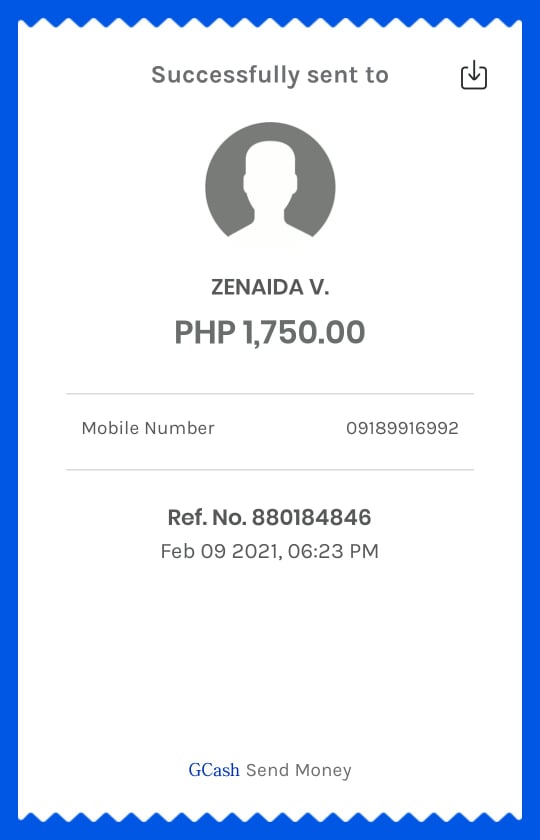 Successfully sent to
ZENAIDA V.
PHP 1,750.00
Mobile Number 09189916992
Ref. No. 880184846
Feb 09 2021, 06:23 PM
GCash Send Money